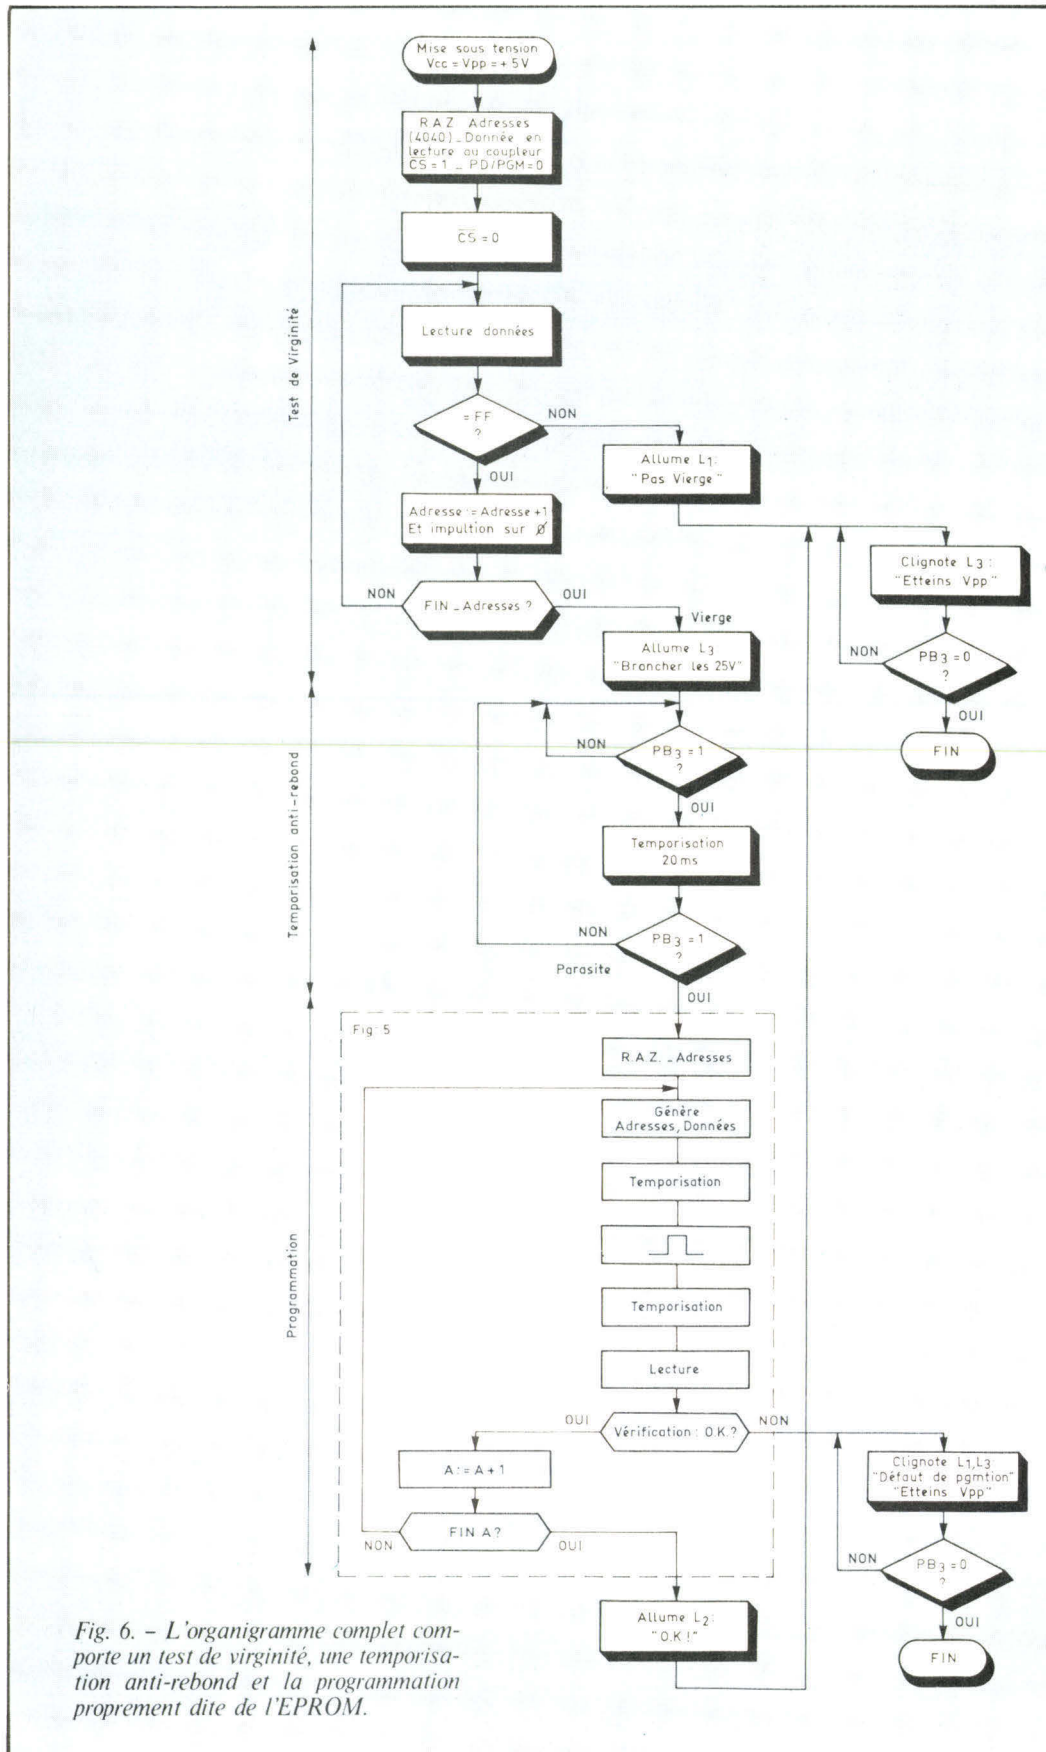 Mise sous tension
Vcc = Vpp = + 5V
R.A.Z Adresses
(4040)_Donnée en
lecture au coupleur
C̅S̅ = 1 _ PD/PGM=0
C̅S̅ = 0
Lecture données
Test de Virginité
= FF
?
NON
OUI
Allume L1:
"Pas Vierge"
Adresse := Adresse +1
Et impultion sur Ø
Clignote L3:
"Etteins Vpp"
NON
FIN _ Adresses ?
OUI
Vierge
Allume L3
"Brancher les 25V"
NON
PB3 = 0
?
OUI
FIN
Temporisation anti-rebond
NON
PB3 = 1
?
OUI
Temporisation
20ms
NON
PB3 = 1
?
Parasite
OUI
Programmation
Fig: 5
R.A.Z. _ Adresses
Génère
Adresses, Données
Temporisation
Temporisation
Lecture
OUI
Vérification : O.K.?
NON
A := A + 1
Clignote L1,L3:
"Défaut de pgmtion"
"Etteins Vpp"
NON
FIN A?
OUI
NON
PB3 = 0
?
OUI
Allume L2:
"O.K!"
FIN
Fig. 6. – L'organigramme complet com-
porte un test de virginité, une temporisa-
tion anti-rebond et la programmation
proprement dite de l'EPROM.